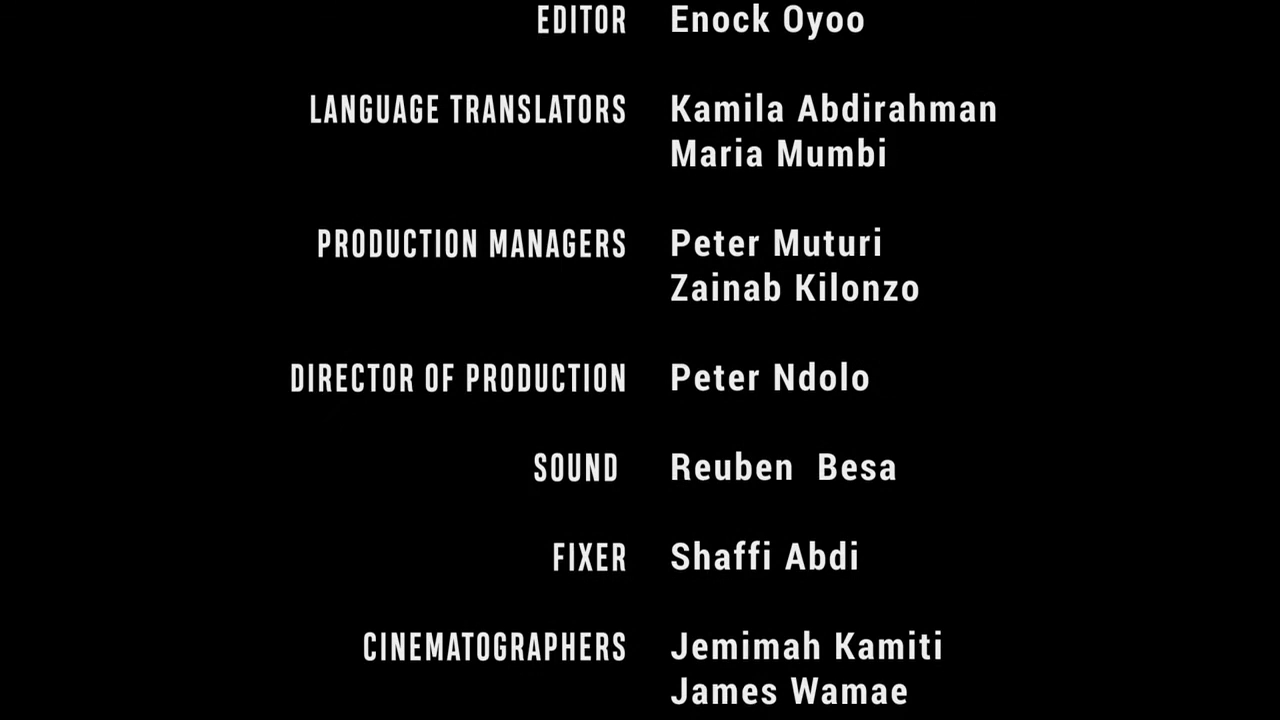 EDITOR Enock Oyoo
LANGUAGE TRANSLATORS Kamila Abdirahman
Maria Mumbi
PRODUCTION MANAGERS Peter Muturi
Zainab Kilonzo
DIRECTOR OF PRODUCTION Peter Ndolo
SOUND Reuben Besa
FIXER Shaffi Abdi
CINEMATOGRAPHERS Jemimah Kamiti
James Wamae